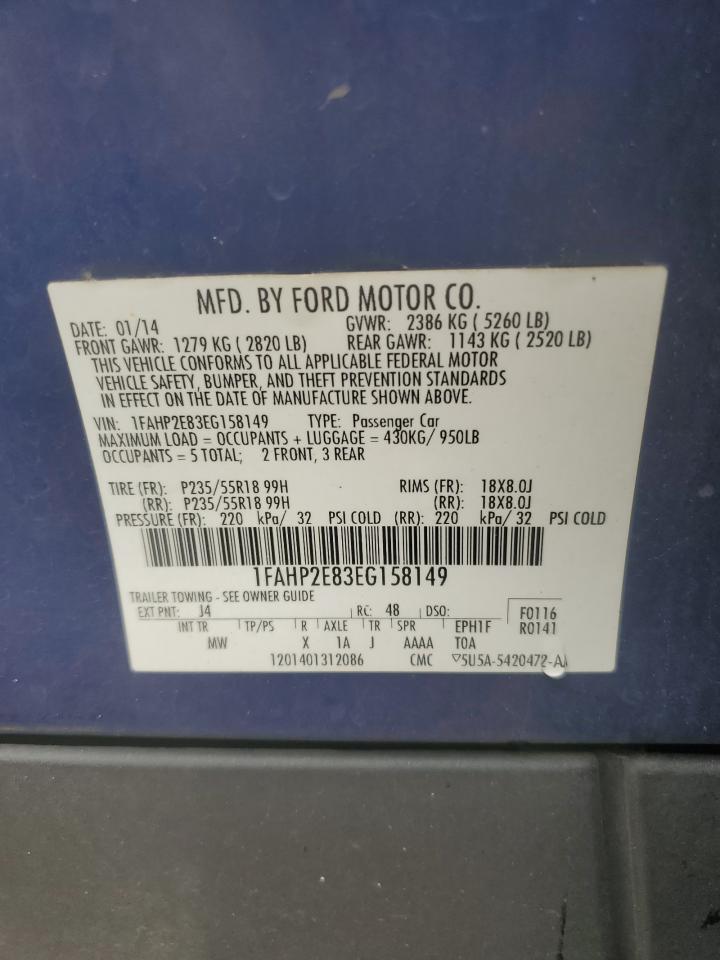 MFD. BY FORD MOTOR CO.
DATE: 01/14 GVWR: 2386 KG ( 5260 LB)
FRONT GAWR: 1279 KG ( 2820 LB) REAR GAWR: 1143 KG ( 2520 LB)
THIS VEHICLE CONFORMS TO ALL APPLICABLE FEDERAL MOTOR
VEHICLE SAFETY, BUMPER, AND THEFT PREVENTION STANDARDS
IN EFFECT ON THE DATE OF MANUFACTURE SHOWN ABOVE.
VIN: 1FAHP2E83EG158149 TYPE: Passenger Car
MAXIMUM LOAD = OCCUPANTS + LUGGAGE = 430KG/ 950LB
OCCUPANTS = 5 TOTAL; 2 FRONT, 3 REAR
TIRE (FR): P235/55R18 99H RIMS (FR): 18X8.0J
(RR): P235/55R18 99H (RR): 18X8.0J
PRESSURE (FR): 220 kPa/ 32 PSI COLD (RR): 220 kPa/ 32 PSI COLD
1FAHP2E83EG158149
TRAILER TOWING - SEE OWNER GUIDE
EXT PNT: J4 RC: 48 DSO: F0116
INT TR TP/PS R AXLE TR SPR EPH1F R0141
MW X 1A J AAAA T0A
1201401312086 CMC ▽5U5A-5420472-AA